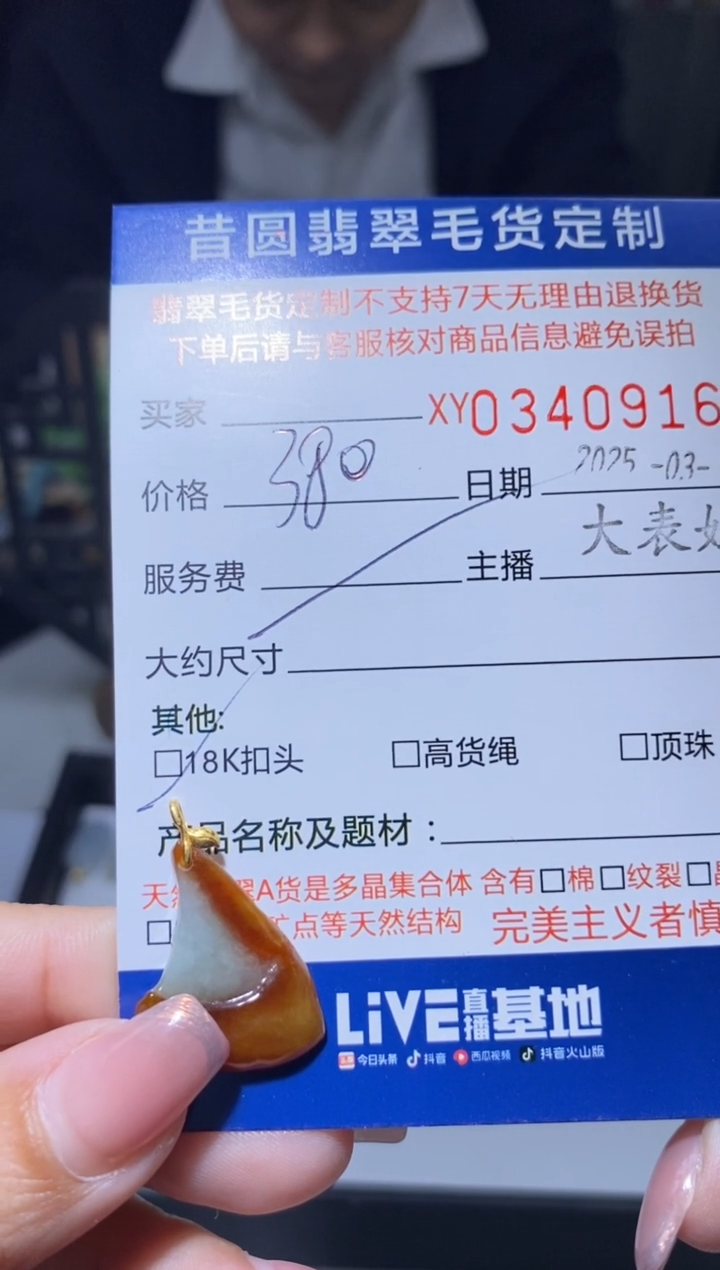 昔圆翡翠毛货定制
翡翠毛货定制不支持7天无理由退换货
下单后请与客服核对商品信息避免误拍
买家 XY0340916
价格 380 日期 2025-03-
服务费 主播 大表
大约尺寸
其他:
□18K扣头 □高货绳 □顶珠
产品名称及题材：
天然 A货是多晶集合体 含有□棉□纹裂□
□ 矿点等天然结构 完美主义者慎
LiVE直播基地
今日头条 抖音 西瓜视频 抖音火山版